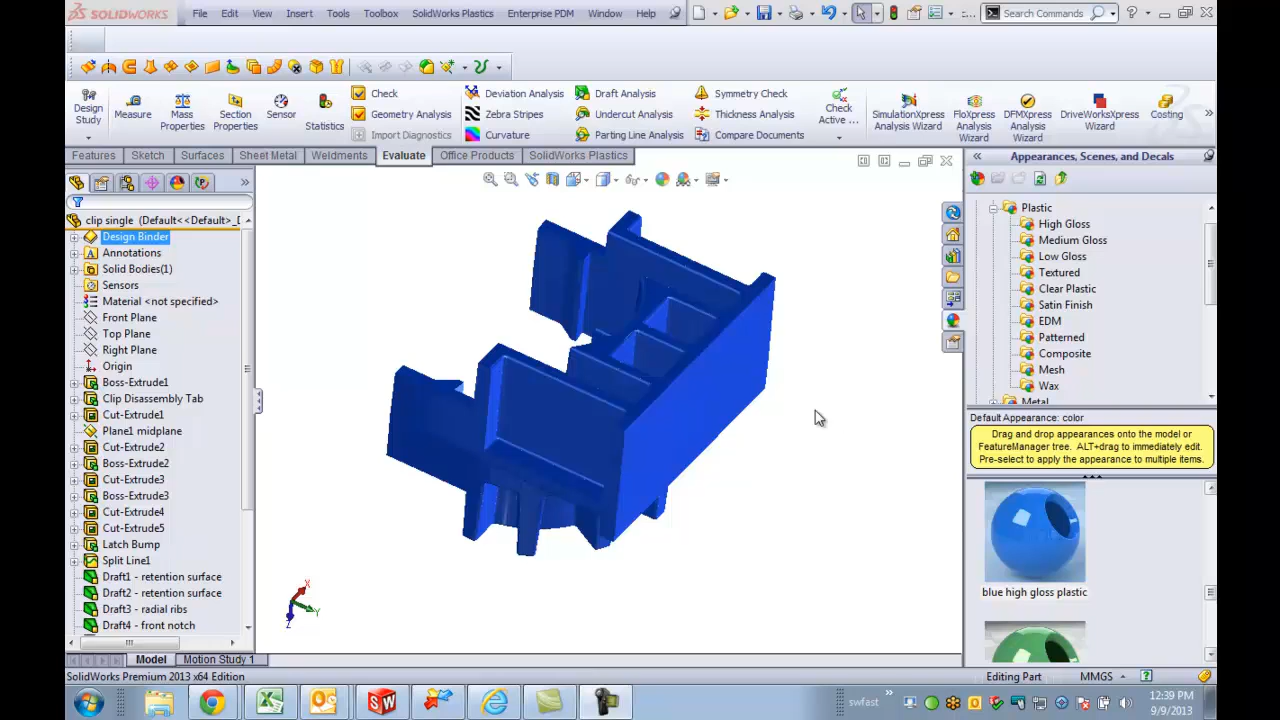 SOLIDWORKS File Edit View Insert Tools Toolbox SolidWorks Plastics Enterprise PDM Window Help Search Commands
Design Study
Measure
Mass Properties
Section Properties
Sensor
Statistics
Check
Geometry Analysis
Import Diagnostics
Deviation Analysis
Zebra Stripes
Curvature
Draft Analysis
Undercut Analysis
Parting Line Analysis
Symmetry Check
Thickness Analysis
Compare Documents
Check Active ...
SimulationXpress Analysis Wizard
FloXpress Analysis Wizard
DFMXpress Analysis Wizard
DriveWorksXpress Wizard
Costing
Features Sketch Surfaces Sheet Metal Weldments Evaluate Office Products SolidWorks Plastics
clip single (Default<<Default>_D
Design Binder
Annotations
Solid Bodies(1)
Sensors
Material <not specified>
Front Plane
Top Plane
Right Plane
Origin
Boss-Extrude1
Clip Disassembly Tab
Cut-Extrude1
Plane1 midplane
Cut-Extrude2
Boss-Extrude2
Cut-Extrude3
Boss-Extrude3
Cut-Extrude4
Cut-Extrude5
Latch Bump
Split Line1
Draft1 - retention surface
Draft2 - retention surface
Draft3 - radial ribs
Draft4 - front notch
X
Y
Z
Appearances, Scenes, and Decals
Plastic
High Gloss
Medium Gloss
Low Gloss
Textured
Clear Plastic
Satin Finish
EDM
Patterned
Composite
Mesh
Wax
Metal
Default Appearance: color
Drag and drop appearances onto the model or
FeatureManager tree. ALT+drag to immediately edit.
Pre-select to apply the appearance to multiple items.
blue high gloss plastic
Model Motion Study 1
SolidWorks Premium 2013 x64 Edition Editing Part MMGS
swfast
12:39 PM
9/9/2013